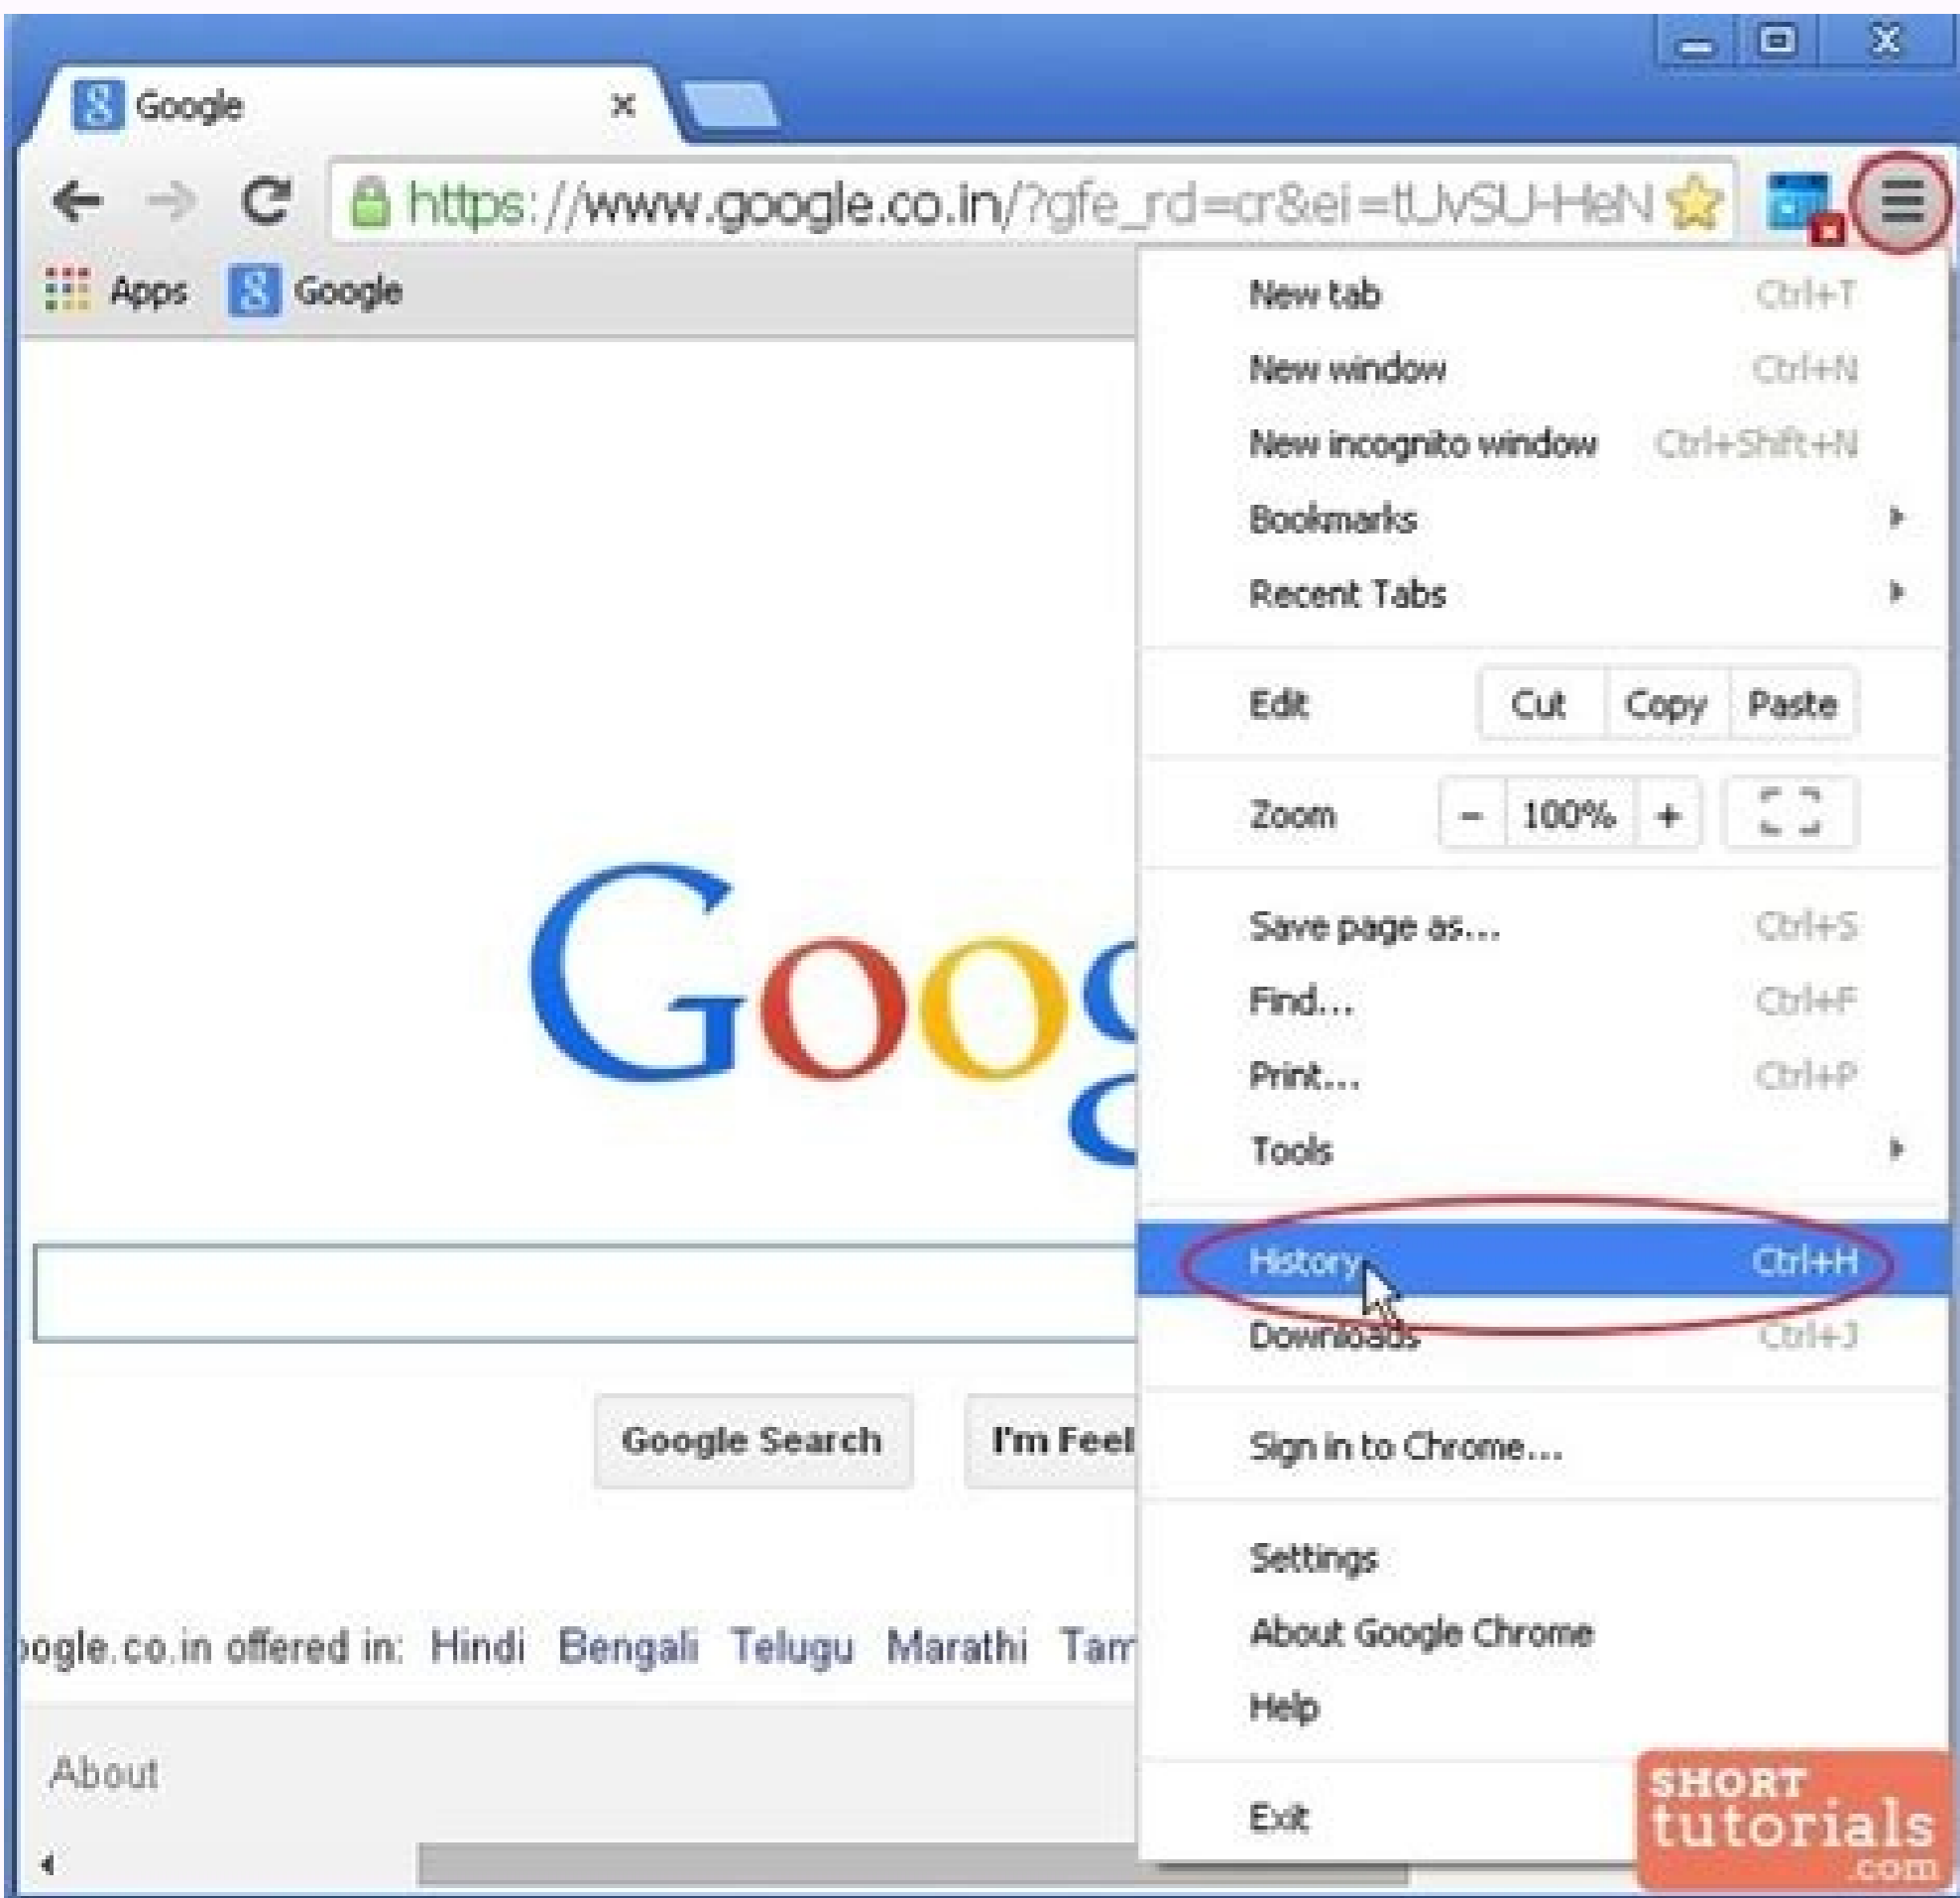 Google
https://www.google.co.in/?gfe_rd=cr&ei=tUvSU-HeN
Apps Google
New tab Ctrl+T
New window Ctrl+N
New incognito window Ctrl+Shift+N
Bookmarks
Recent Tabs
Edit Cut Copy Paste
Zoom - 100% +
Save page as... Ctrl+S
Find... Ctrl+F
Print... Ctrl+P
Tools
History Ctrl+H
Downloads Ctrl+J
Sign in to Chrome...
Settings
About Google Chrome
Help
Exit
Goog
Google Search I'm Feel
oogle.co.in offered in: Hindi Bengali Telugu Marathi Tam
About
SHORT
tutorials
.com